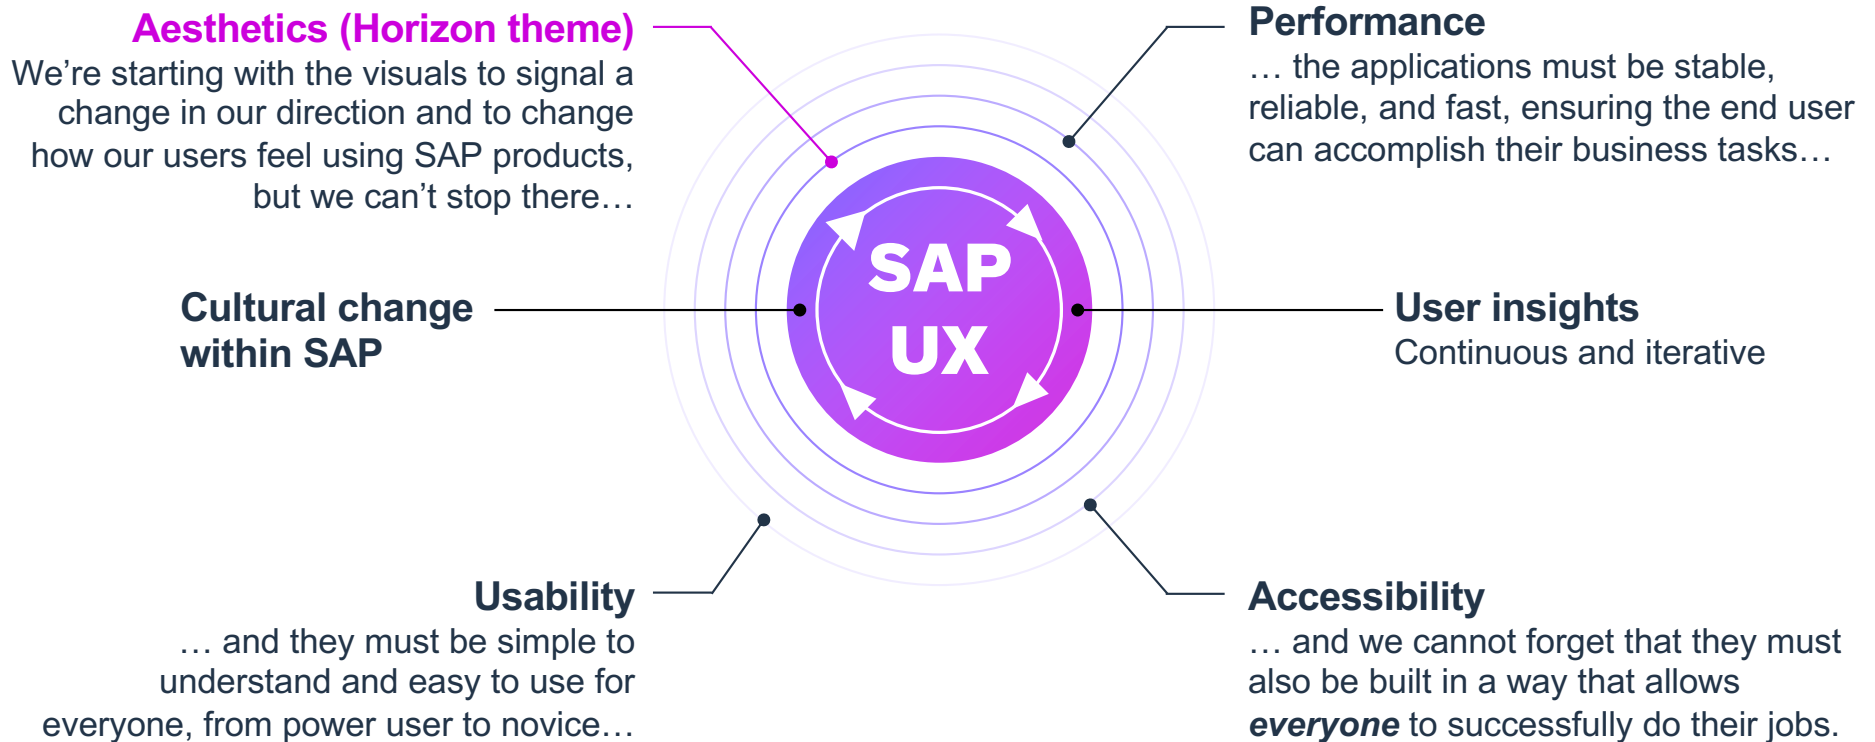 Aesthetics (Horizon theme)
We’re starting with the visuals to signal a
change in our direction and to change
how our users feel using SAP products,
but we can’t stop there…
Performance
… the applications must be stable,
reliable, and fast, ensuring the end user
can accomplish their business tasks…
Cultural change
within SAP
SAP
UX
User insights
Continuous and iterative
Usability
… and they must be simple to
understand and easy to use for
everyone, from power user to novice…
Accessibility
… and we cannot forget that they must
also be built in a way that allows
everyone to successfully do their jobs.